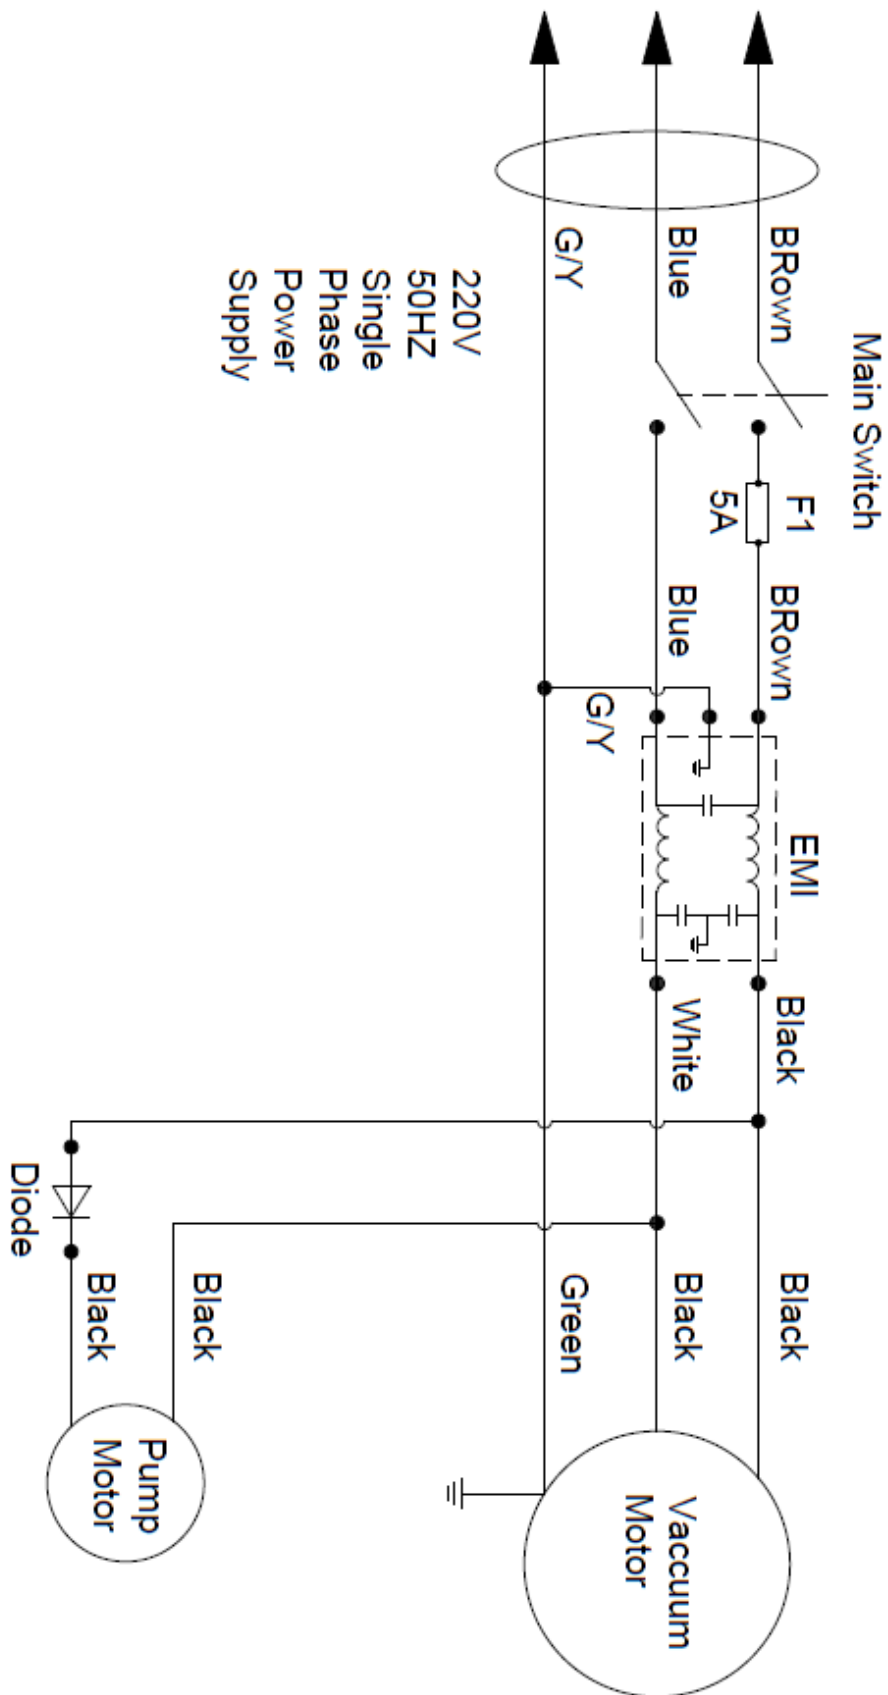 Main Switch
BRown
F1
5A
BRown
EMI
Black
Black
Blue
Blue
White
Black
G/Y
G/Y
Green
220V
50HZ
Single
Phase
Power
Supply
Vaccuum
Motor
Black
Black
Diode
Pump
Motor